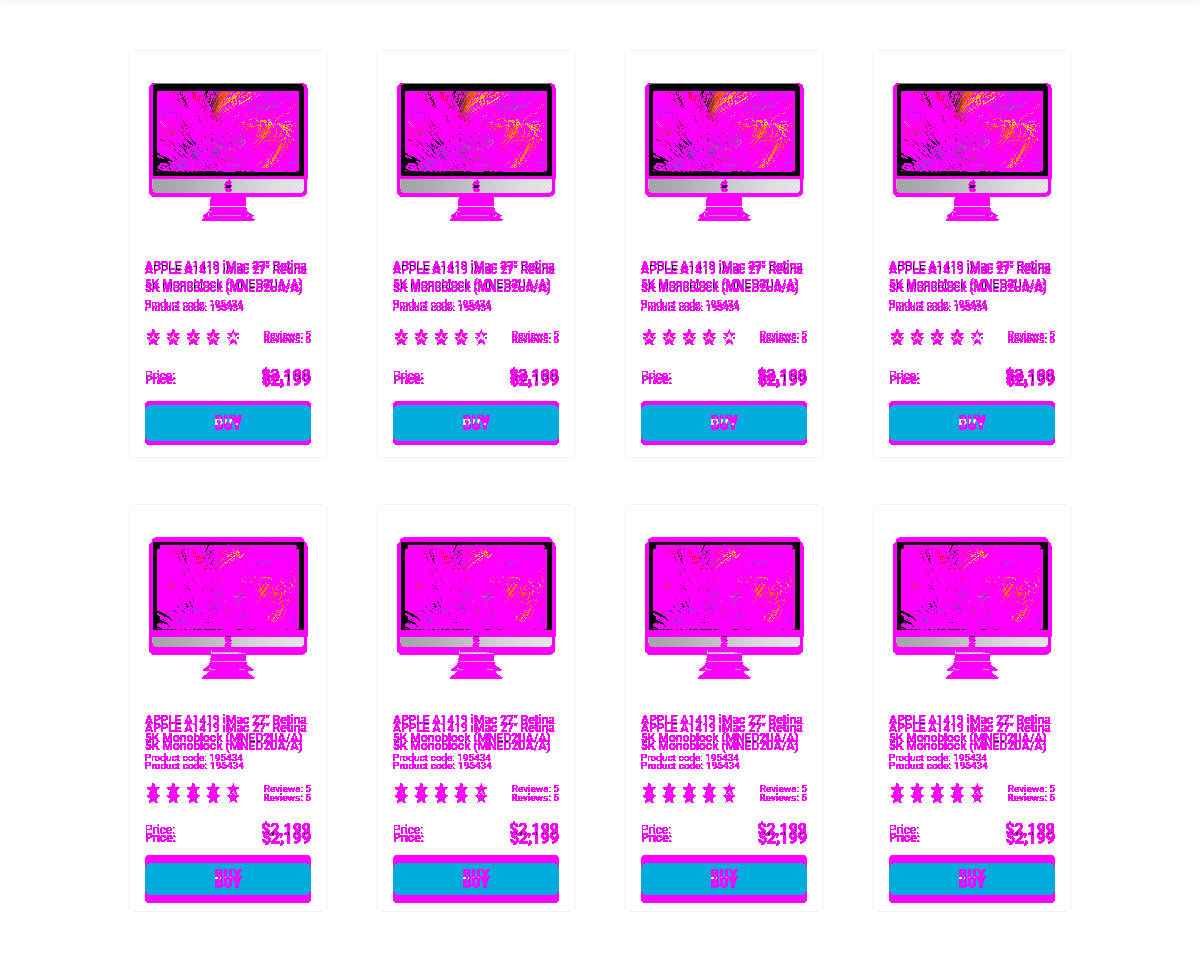 APPLE A1419 iMac 27" Retina
5K Monoblock (MNED2UA/A)
Product code: 195434
Reviews: 5
Price: $2,199
BUY
APPLE A1419 iMac 27" Retina
5K Monoblock (MNED2UA/A)
Product code: 195434
Reviews: 5
Price: $2,199
BUY
APPLE A1419 iMac 27" Retina
5K Monoblock (MNED2UA/A)
Product code: 195434
Reviews: 5
Price: $2,199
BUY
APPLE A1419 iMac 27" Retina
5K Monoblock (MNED2UA/A)
Product code: 195434
Reviews: 5
Price: $2,199
BUY
APPLE A1419 iMac 27" Retina
5K Monoblock (MNED2UA/A)
Product code: 195434
Reviews: 5
Price: $2,199
BUY
APPLE A1419 iMac 27" Retina
5K Monoblock (MNED2UA/A)
Product code: 195434
Reviews: 5
Price: $2,199
BUY
APPLE A1419 iMac 27" Retina
5K Monoblock (MNED2UA/A)
Product code: 195434
Reviews: 5
Price: $2,199
BUY
APPLE A1419 iMac 27" Retina
5K Monoblock (MNED2UA/A)
Product code: 195434
Reviews: 5
Price: $2,199
BUY